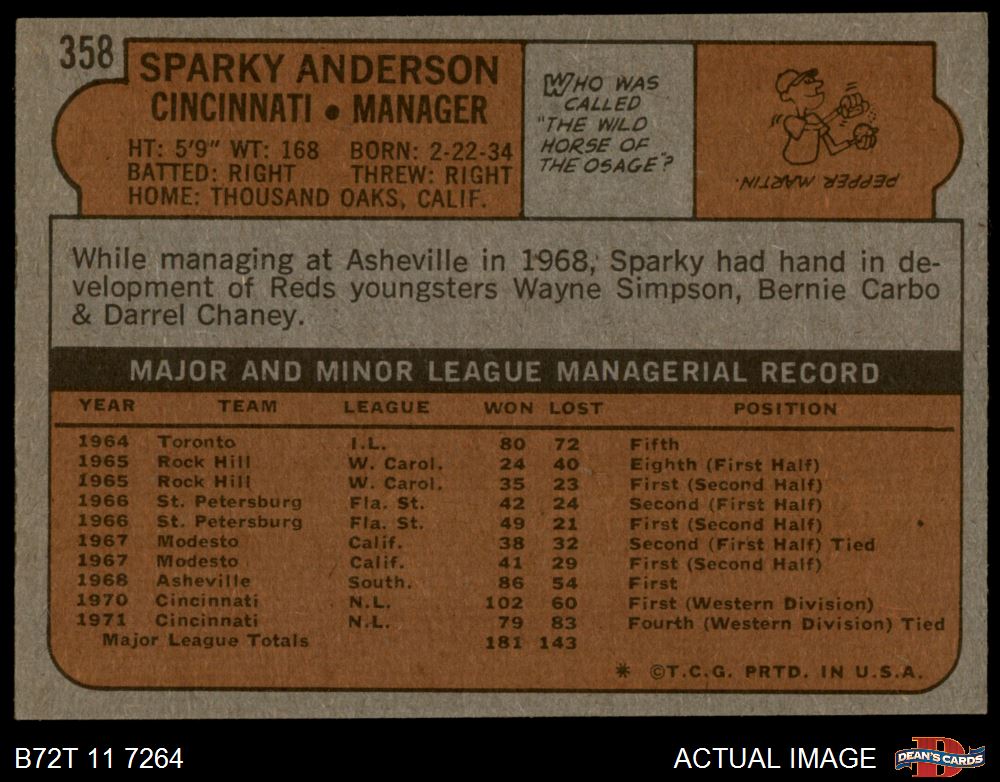 358
SPARKY ANDERSON
CINCINNATI • MANAGER
HT: 5'9" WT: 168 BORN: 2-22-34
BATTED: RIGHT THREW: RIGHT
HOME: THOUSAND OAKS, CALIF.
WHO WAS
CALLED
"THE WILD
HORSE OF
THE OSAGE"?
PEPPER MARTIN.
While managing at Asheville in 1968, Sparky had hand in de-
velopment of Reds youngsters Wayne Simpson, Bernie Carbo
& Darrel Chaney.
MAJOR AND MINOR LEAGUE MANAGERIAL RECORD
YEAR TEAM LEAGUE WON LOST POSITION
1964 Toronto I.L. 80 72 Fifth
1965 Rock Hill W. Carol. 24 40 Eighth (First Half)
1965 Rock Hill W. Carol. 35 23 First (Second Half)
1966 St. Petersburg Fla. St. 42 24 Second (First Half)
1966 St. Petersburg Fla. St. 49 21 First (Second Half)
1967 Modesto Calif. 38 32 Second (First Half) Tied
1967 Modesto Calif. 41 29 First (Second Half)
1968 Asheville South. 86 54 First
1970 Cincinnati N.L. 102 60 First (Western Division)
1971 Cincinnati N.L. 79 83 Fourth (Western Division) Tied
Major League Totals 181 143
* ©T.C.G. PRTD. IN U.S.A.
B72T 11 7264
ACTUAL IMAGE
D
DEAN'S CARDS